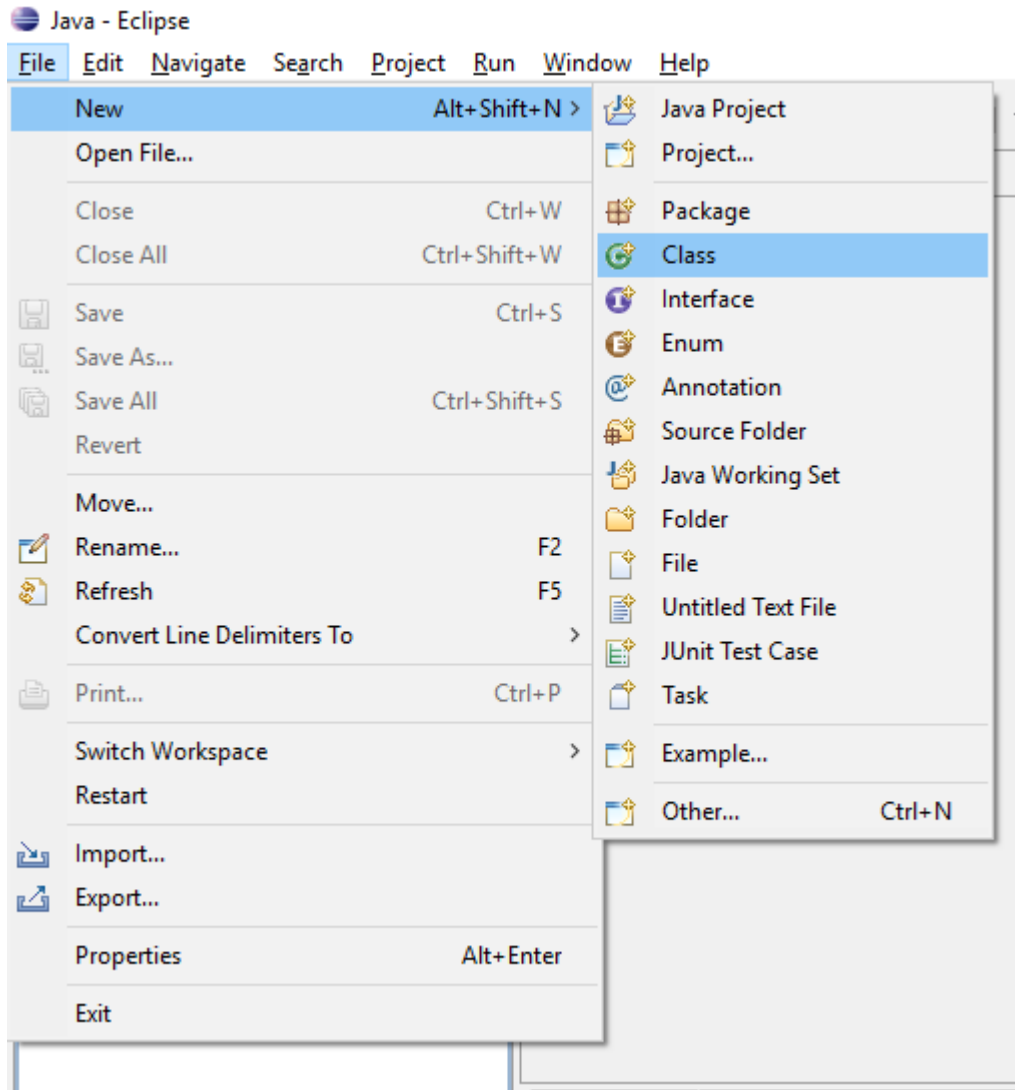 Java - Eclipse
File Edit Navigate Search Project Run Window Help
New Alt+Shift+N >
Open File...
Close Ctrl+W
Close All Ctrl+Shift+W
Save Ctrl+S
Save As...
Save All Ctrl+Shift+S
Revert
Move...
Rename... F2
Refresh F5
Convert Line Delimiters To >
Print... Ctrl+P
Switch Workspace >
Restart
Import...
Export...
Properties Alt+Enter
Exit
Java Project
Project...
Package
Class
Interface
Enum
Annotation
Source Folder
Java Working Set
Folder
File
Untitled Text File
JUnit Test Case
Task
Example...
Other... Ctrl+N